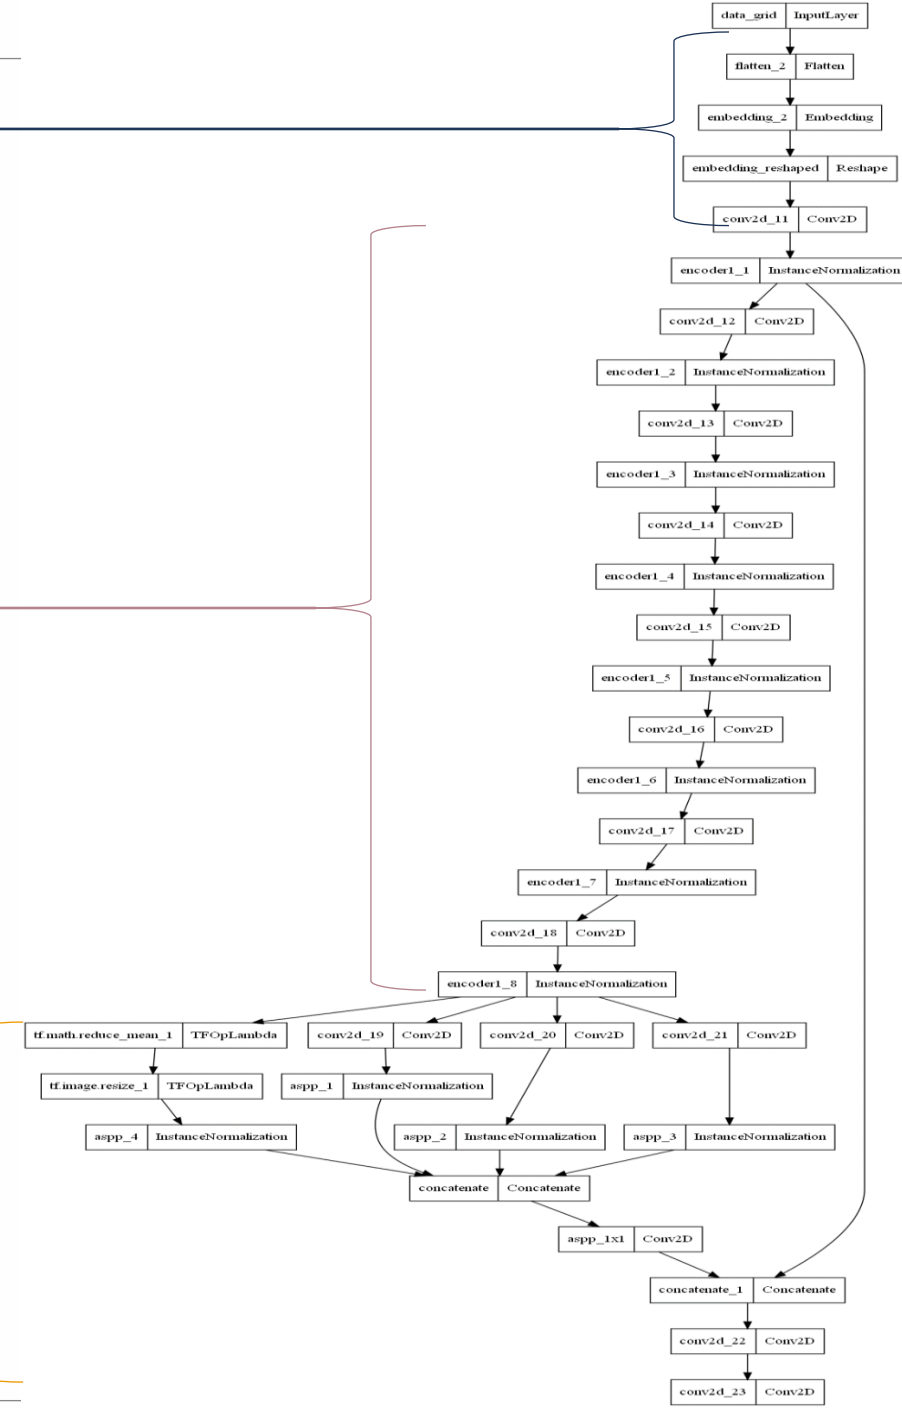 data_grid InputLayer
flatten_2 Flatten
embedding_2 Embedding
embedding_reshaped Reshape
conv2d_11 Conv2D
encoder1_1 InstanceNormalization
conv2d_12 Conv2D
encoder1_2 InstanceNormalization
conv2d_13 Conv2D
encoder1_3 InstanceNormalization
conv2d_14 Conv2D
encoder1_4 InstanceNormalization
conv2d_15 Conv2D
encoder1_5 InstanceNormalization
conv2d_16 Conv2D
encoder1_6 InstanceNormalization
conv2d_17 Conv2D
encoder1_7 InstanceNormalization
conv2d_18 Conv2D
encoder1_8 InstanceNormalization
tf.math.reduce_mean_1 TFOpLambda conv2d_19 Conv2D conv2d_20 Conv2D conv2d_21 Conv2D
tf.image.resize_1 TFOpLambda aspp_1 InstanceNormalization
aspp_4 InstanceNormalization aspp_2 InstanceNormalization aspp_3 InstanceNormalization
concatenate Concatenate
aspp_1x1 Conv2D
concatenate_1 Concatenate
conv2d_22 Conv2D
conv2d_23 Conv2D